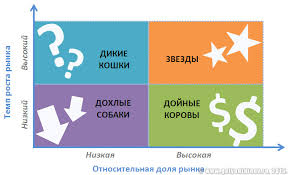 Темп роста рынка
Высокий
Низкий
ДИКИЕ
КОШКИ
ЗВЕЗДЫ
ДОХЛЫЕ
СОБАКИ
ДОЙНЫЕ
КОРОВЫ
Низкая
Высокая
Относительная доля рынка